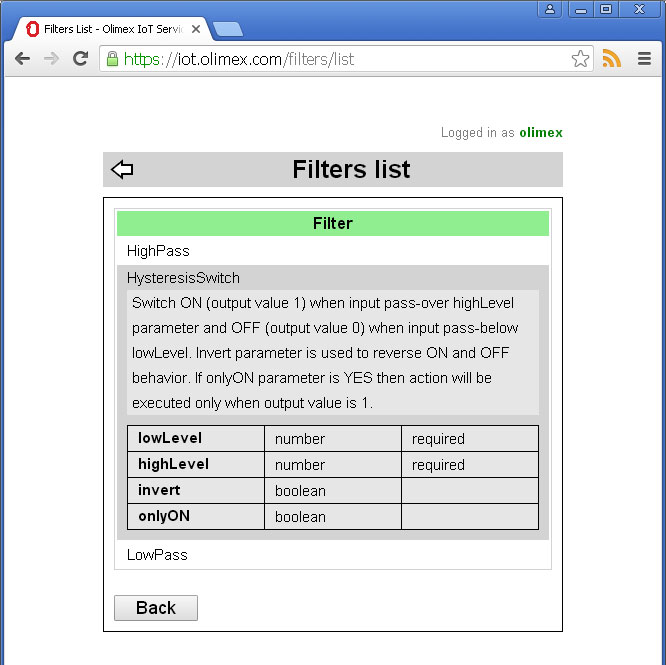 Filters List - Olimex IoT Servic
https://iot.olimex.com/filters/list
Logged in as olimex
Filters list
Filter
HighPass
HysteresisSwitch
Switch ON (output value 1) when input pass-over highLevel
parameter and OFF (output value 0) when input pass-below
lowLevel. Invert parameter is used to reverse ON and OFF
behavior. If onlyON parameter is YES then action will be
executed only when output value is 1.
lowLevel number required
highLevel number required
invert boolean
onlyON boolean
LowPass
Back